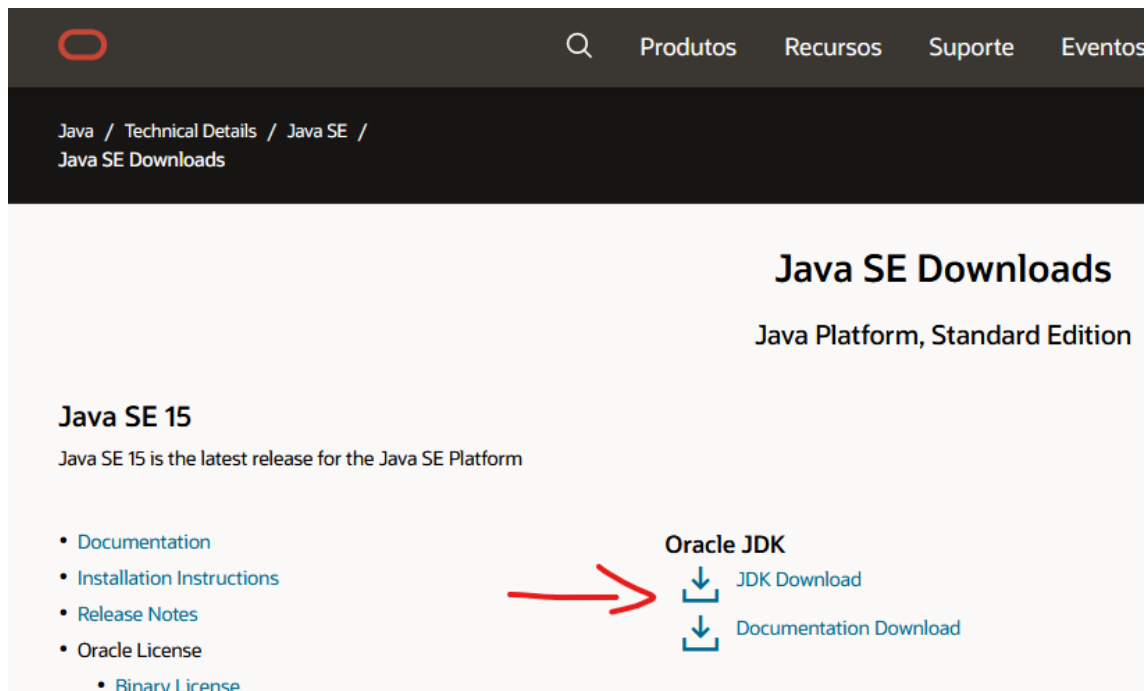 Produtos Recursos Suporte Eventos
Java / Technical Details / Java SE /
Java SE Downloads
Java SE Downloads
Java Platform, Standard Edition
Java SE 15
Java SE 15 is the latest release for the Java SE Platform
• Documentation
• Installation Instructions
• Release Notes
• Oracle License
• Binary License
Oracle JDK
JDK Download
Documentation Download